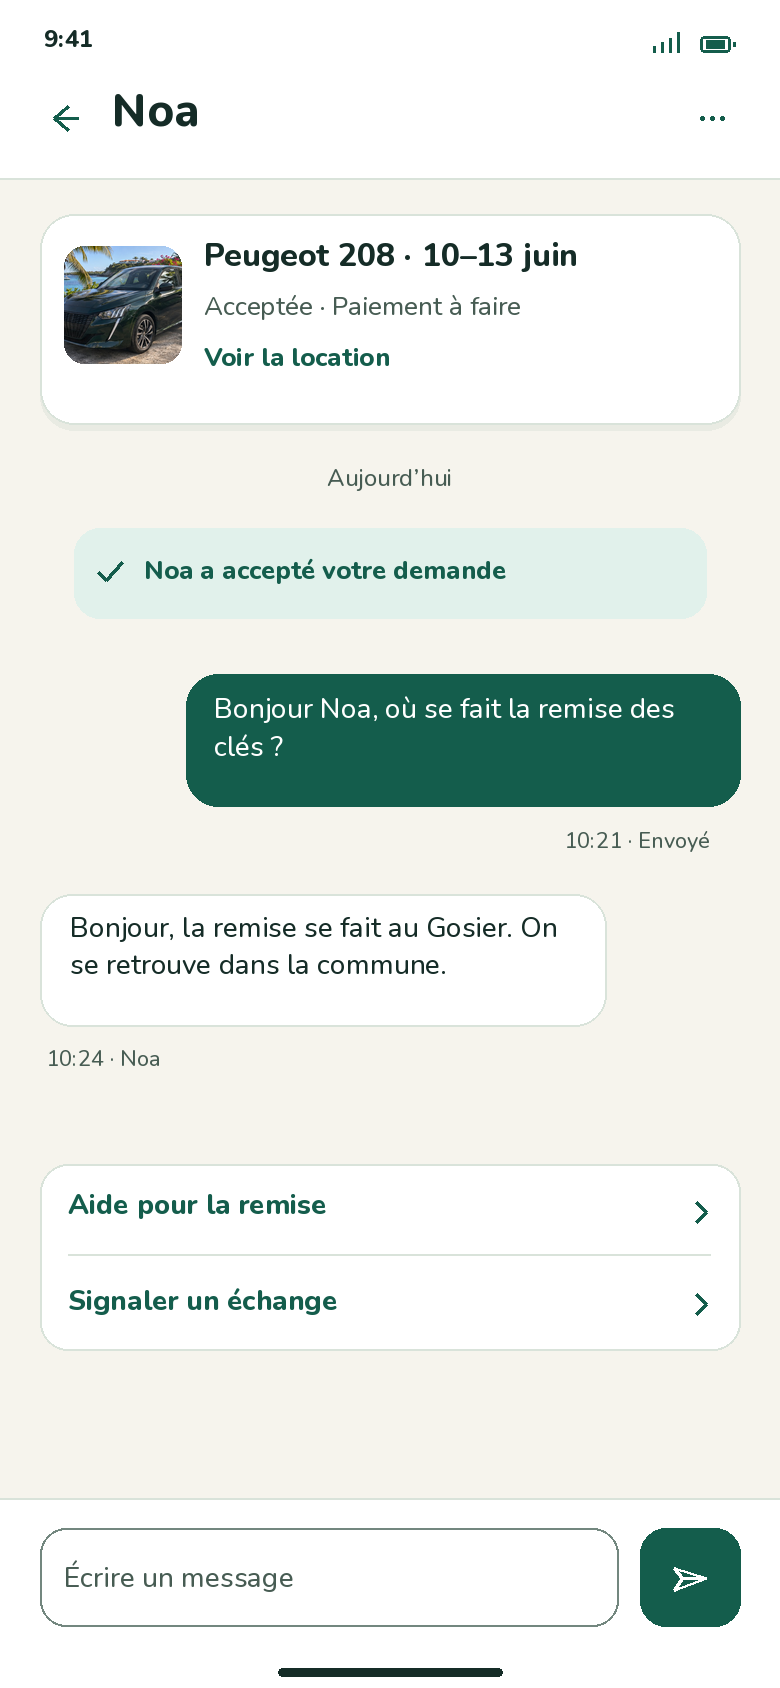 9:41
Noa
Peugeot 208 · 10–13 juin
Acceptée · Paiement à faire
Voir la location
Aujourd’hui
Noa a accepté votre demande
Bonjour Noa, où se fait la remise des
clés ?
10:21 · Envoyé
Bonjour, la remise se fait au Gosier. On
se retrouve dans la commune.
10:24 · Noa
Aide pour la remise
Signaler un échange
Écrire un message